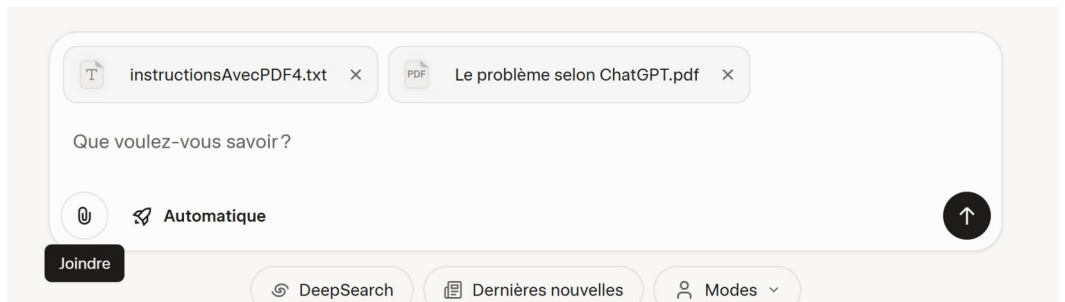 T instructionsAvecPDF4.txt × PDF Le problème selon ChatGPT.pdf ×
Que voulez-vous savoir ?
Automatique
Joindre
DeepSearch Dernières nouvelles Modes